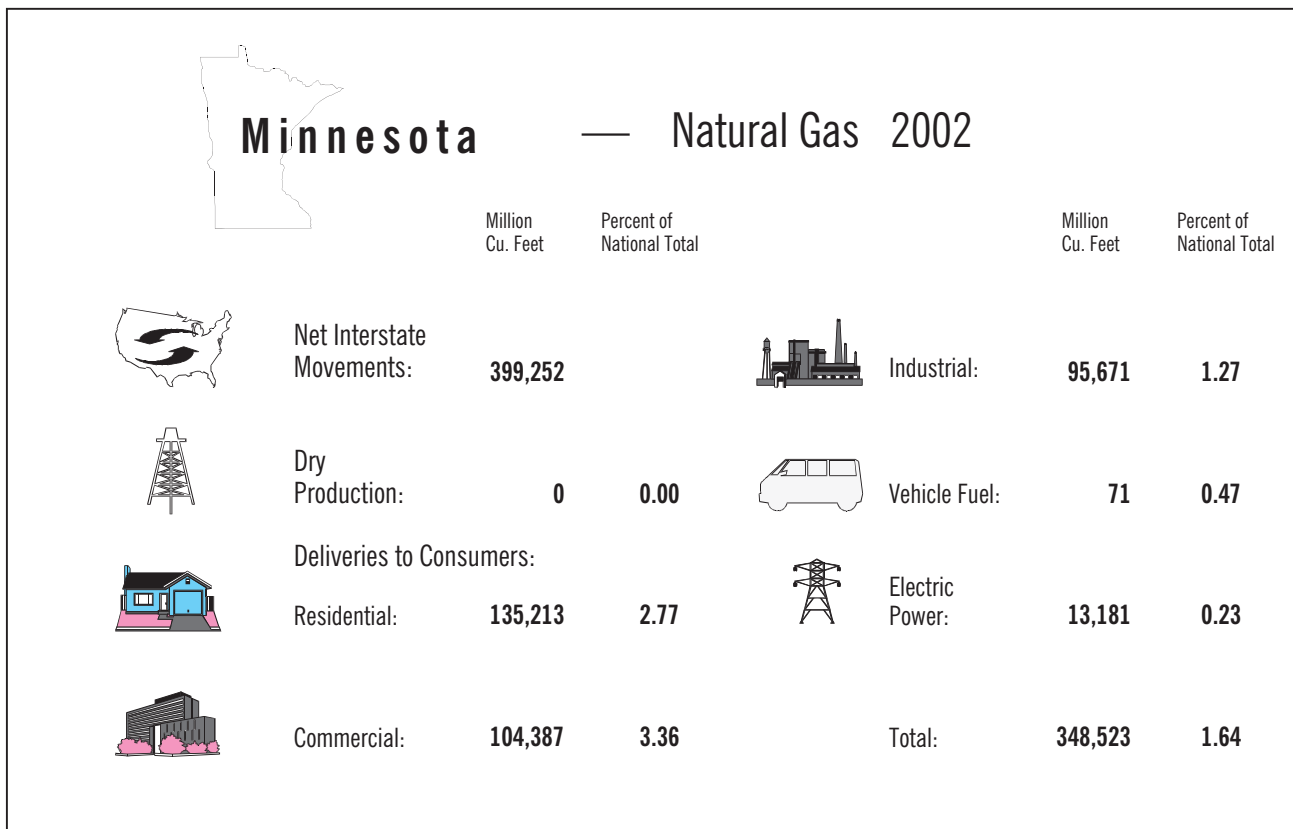 Minnesota — Natural Gas 2002
Million Cu. Feet
Percent of National Total
Million Cu. Feet
Percent of National Total
Net Interstate
Movements: 399,252
Dry
Production: 0 0.00
Deliveries to Consumers:
Residential: 135,213 2.77
Commercial: 104,387 3.36
Industrial: 95,671 1.27
Vehicle Fuel: 71 0.47
Electric
Power: 13,181 0.23
Total: 348,523 1.64